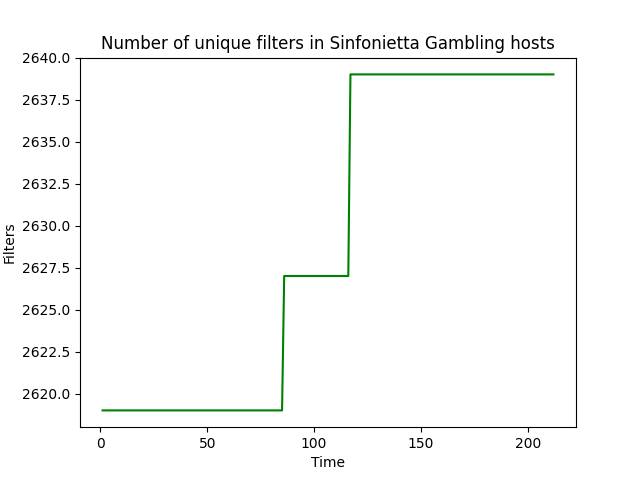 Number of unique filters in Sinfonietta Gambling hosts
2640.0
2637.5
2635.0
2632.5
2630.0
2627.5
2625.0
2622.5
2620.0
Filters
0 50 100 150 200
Time